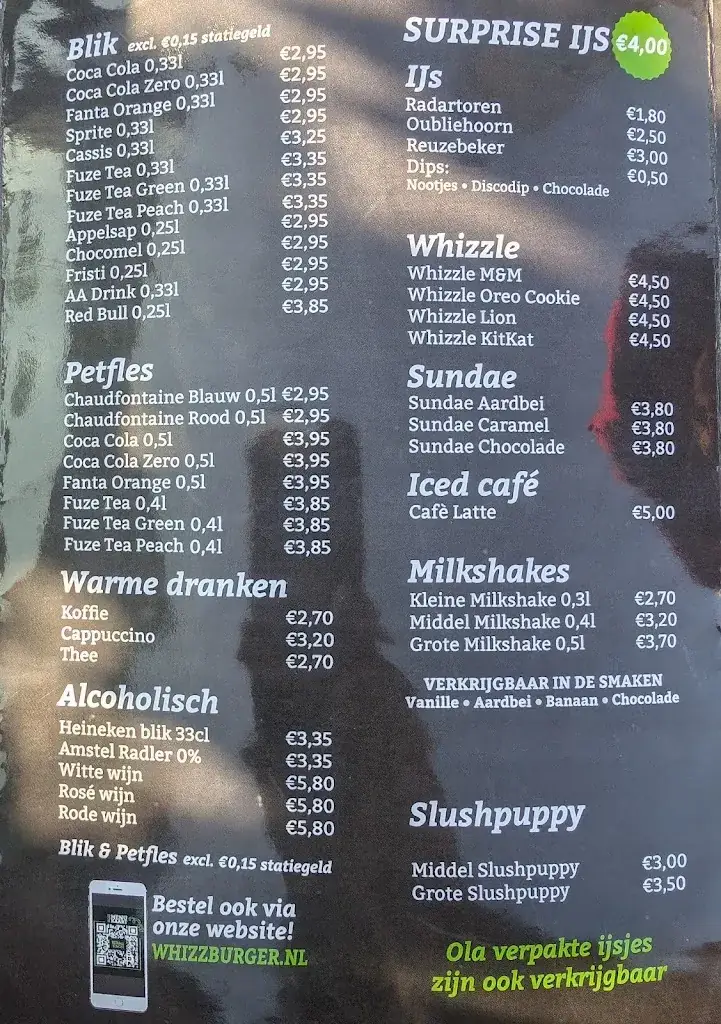 Blik excl. €0,15 statiegeld
Coca Cola 0,33l €2,95
Coca Cola Zero 0,33l €2,95
Fanta Orange 0,33l €2,95
Sprite 0,33l €2,95
Cassis 0,33l €3,25
Fuze Tea 0,33l €3,35
Fuze Tea Green 0,33l €3,35
Fuze Tea Peach 0,33l €3,35
Appelsap 0,25l €2,95
Chocomel 0,25l €2,95
Fristi 0,25l €2,95
AA Drink 0,33l €2,95
Red Bull 0,25l €3,85
Petfles
Chaudfontaine Blauw 0,5l €2,95
Chaudfontaine Rood 0,5l €2,95
Coca Cola 0,5l €3,95
Coca Cola Zero 0,5l €3,95
Fanta Orange 0,5l €3,95
Fuze Tea 0,4l €3,85
Fuze Tea Green 0,4l €3,85
Fuze Tea Peach 0,4l €3,85
Warme dranken
Koffie €2,70
Cappuccino €3,20
Thee €2,70
Alcoholisch
Heineken blik 33cl €3,35
Amstel Radler 0% €3,35
Witte wijn €5,80
Rosé wijn €5,80
Rode wijn €5,80
Blik & Petfles excl. €0,15 statiegeld
Bestel ook via
onze website!
WHIZZBURGER.NL
SURPRISE IJS €4,00
IJs
Radartoren €1,80
Oubliehoorn €2,50
Reuzebeker €3,00
Dips: €0,50
Nootjes • Discodip • Chocolade
Whizzle
Whizzle M&M €4,50
Whizzle Oreo Cookie €4,50
Whizzle Lion €4,50
Whizzle KitKat €4,50
Sundae
Sundae Aardbei €3,80
Sundae Caramel €3,80
Sundae Chocolade €3,80
Iced café
Cafè Latte €5,00
Milkshakes
Kleine Milkshake 0,3l €2,70
Middel Milkshake 0,4l €3,20
Grote Milkshake 0,5l €3,70
VERKRIJGBAAR IN DE SMAKEN
Vanille • Aardbei • Banaan • Chocolade
Slushpuppy
Middel Slushpuppy €3,00
Grote Slushpuppy €3,50
Ola verpakte ijsjes
zijn ook verkrijgbaar